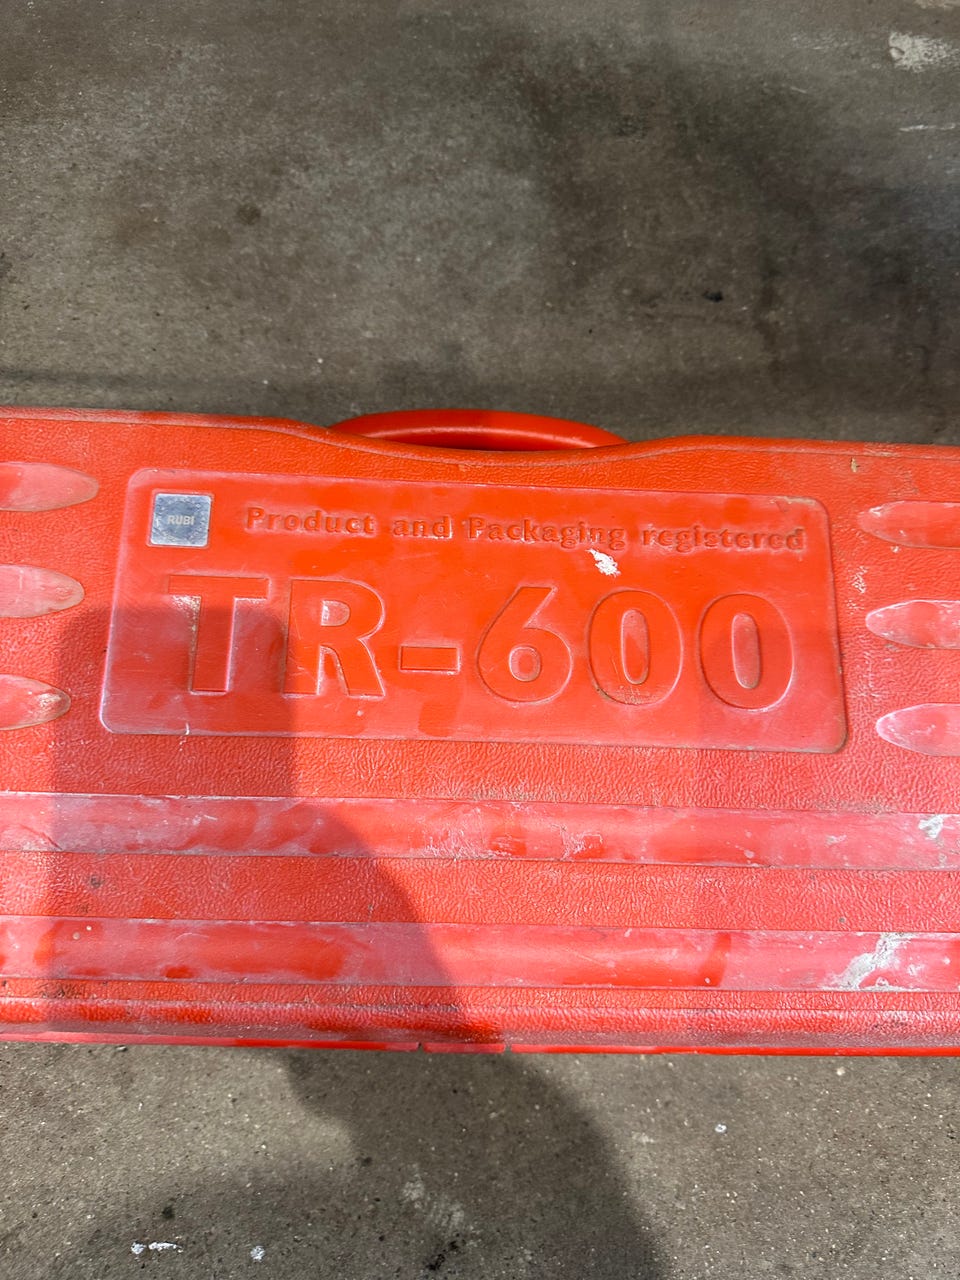 RUBI
Product and Packaging registered
TR-600